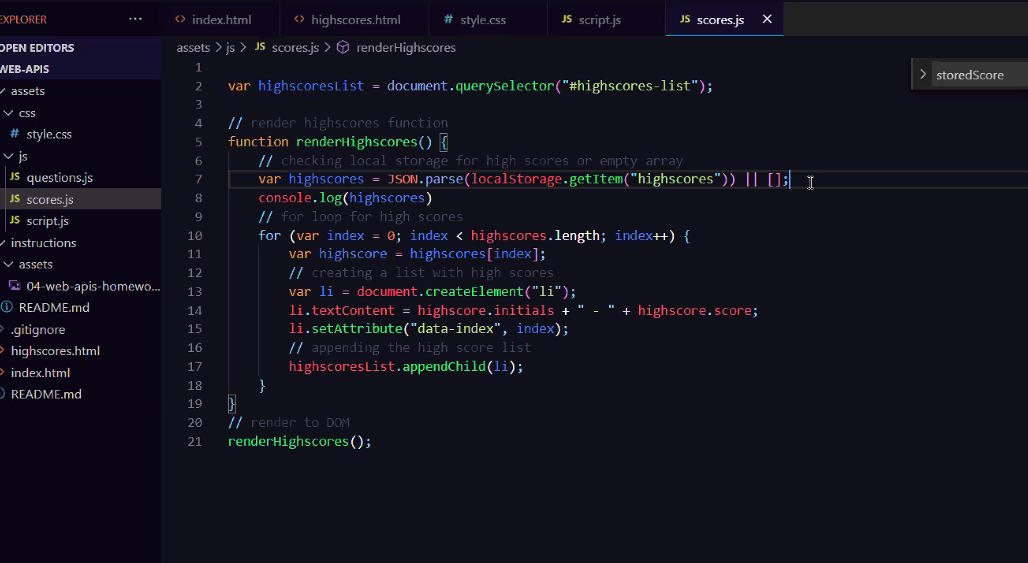 EXPLORER
···
<> index.html
<> highscores.html
# style.css
JS script.js
JS scores.js ×
OPEN EDITORS
WEB-APIS
assets
css
# style.css
js
JS questions.js
JS scores.js
JS script.js
instructions
assets
04-web-apis-homewo...
README.md
.gitignore
highscores.html
index.html
README.md
assets > js > JS scores.js > renderHighscores
storedScore
1
2 var highscoresList = document.querySelector("#highscores-list");
3
4 // render highscores function
5 function renderHighscores() {
6 // checking local storage for high scores or empty array
7 var highscores = JSON.parse(localStorage.getItem("highscores")) || [];
8 console.log(highscores)
9 // for loop for high scores
10 for (var index = 0; index < highscores.length; index++) {
11 var highscore = highscores[index];
12 // creating a list with high scores
13 var li = document.createElement("li");
14 li.textContent = highscore.initials + " - " + highscore.score;
15 li.setAttribute("data-index", index);
16 // appending the high score list
17 highscoresList.appendChild(li);
18 }
19 }
20 // render to DOM
21 renderHighscores();